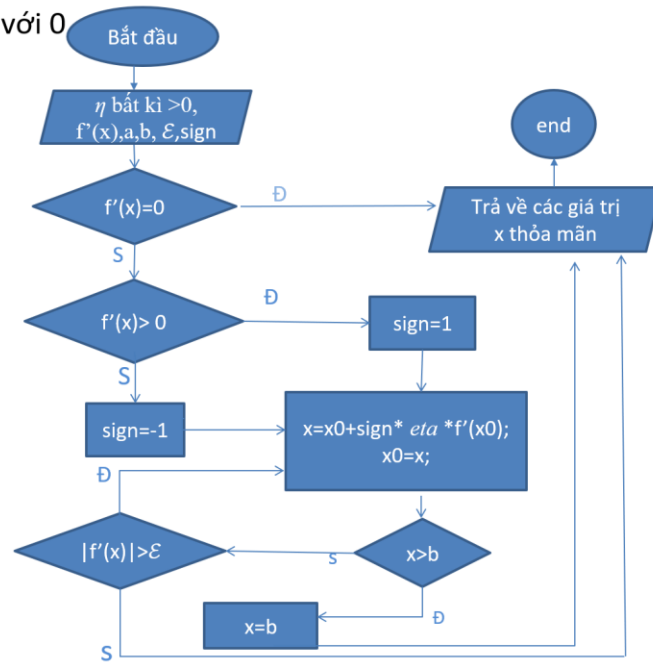 với 0
Bắt đầu
η bất kì >0,
f'(x),a,b, ℰ,sign
end
f'(x)=0
Đ
Trả về các giá trị
x thỏa mãn
S
f'(x)> 0
Đ
sign=1
S
sign=-1
x=x0+sign* eta *f'(x0);
x0=x;
Đ
|f'(x)|>ℰ
s
x>b
Đ
x=b
S